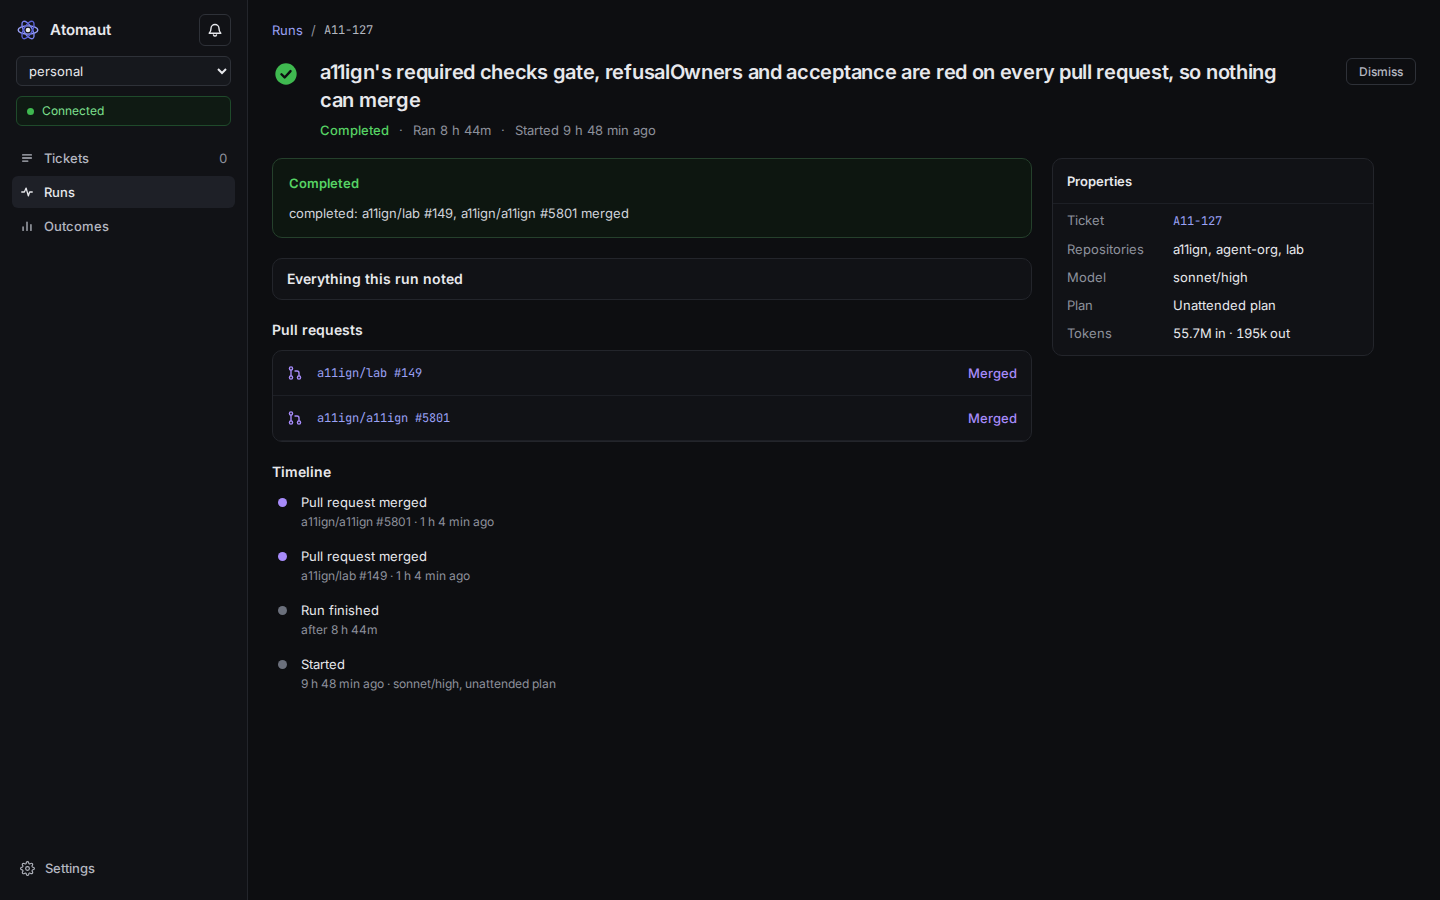 Atomaut
personal
Connected
Tickets 0
Runs
Outcomes
Settings
Runs / A11-127
a11ign's required checks gate, refusalOwners and acceptance are red on every pull request, so nothing
can merge
Dismiss
Completed · Ran 8 h 44m · Started 9 h 48 min ago
Completed
completed: a11ign/lab #149, a11ign/a11ign #5801 merged
Everything this run noted
Pull requests
a11ign/lab #149 Merged
a11ign/a11ign #5801 Merged
Timeline
Pull request merged
a11ign/a11ign #5801 · 1 h 4 min ago
Pull request merged
a11ign/lab #149 · 1 h 4 min ago
Run finished
after 8 h 44m
Started
9 h 48 min ago · sonnet/high, unattended plan
Properties
Ticket A11-127
Repositories a11ign, agent-org, lab
Model sonnet/high
Plan Unattended plan
Tokens 55.7M in · 195k out